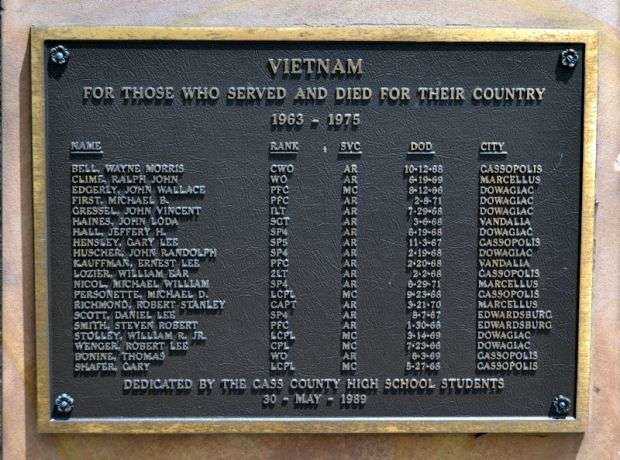 VIETNAM
FOR THOSE WHO SERVED AND DIED FOR THEIR COUNTRY
1963 - 1975
NAME RANK SVC DOD CITY
BELL, WAYNE MORRIS CWO AR 10-12-68 CASSOPOLIS
CLIME, RALPH JOHN WO AR 6-19-69 MARCELLUS
EDGERLY, JOHN WALLACE PFC MC 8-12-66 DOWAGIAC
FIRST, MICHAEL B. PFC AR 2-8-71 DOWAGIAC
GRESSEL, JOHN VINCENT 1LT AR 7-29-68 DOWAGIAC
HAINES, JOHN LODA SGT AR 3-6-68 VANDALIA
HALL, JEFFERY H. SP4 AR 8-19-68 DOWAGIAC
HENSLEY, GARY LEE SP5 AR 11-3-67 CASSOPOLIS
HUSCHER, JOHN RANDOLPH SP4 AR 2-19-68 DOWAGIAC
KAUFFMAN, ERNEST LEE PFC AR 2-20-68 VANDALIA
LOZIER, WILLIAM EAR 2LT AR 2-2-68 CASSOPOLIS
NICOL, MICHAEL WILLIAM SP4 AR 8-29-71 MARCELLUS
PERSONETTE, MICHAEL D. LCPL MC 9-23-68 CASSOPOLIS
RICHMOND, ROBERT STANLEY CAPT AR 3-21-70 MARCELLUS
SCOTT, DANIEL LEE SP4 AR 8-7-67 EDWARDSBURG
SMITH, STEVEN ROBERT PFC AR 1-30-68 EDWARDSBURG
STOLLEY, WILLIAM R. JR. LCPL MC 3-14-69 DOWAGIAC
WENGER, ROBERT LEE CPL MC 7-23-66 DOWAGIAC
BONINE, THOMAS WO AR 6-3-69 CASSOPOLIS
SHAFER, GARY LCPL MC 5-27-68 CASSOPOLIS
DEDICATED BY THE CASS COUNTY HIGH SCHOOL STUDENTS
30 - MAY - 1989